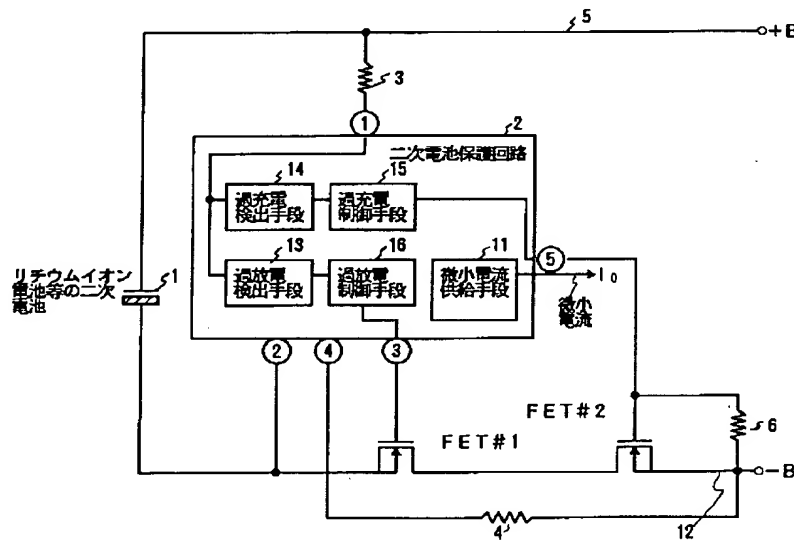 5
+B
3
①
2
二次電池保護回路
14
15
過充電
検出手段
過充電
制御手段
13
16
11
⑤
過放電
検出手段
過放電
制御手段
微小電流
供給手段
I₀
微小
電流
リチウムイオン
電池等の二次
電池
1
②
④
③
FET#1
FET#2
6
-B
4
12